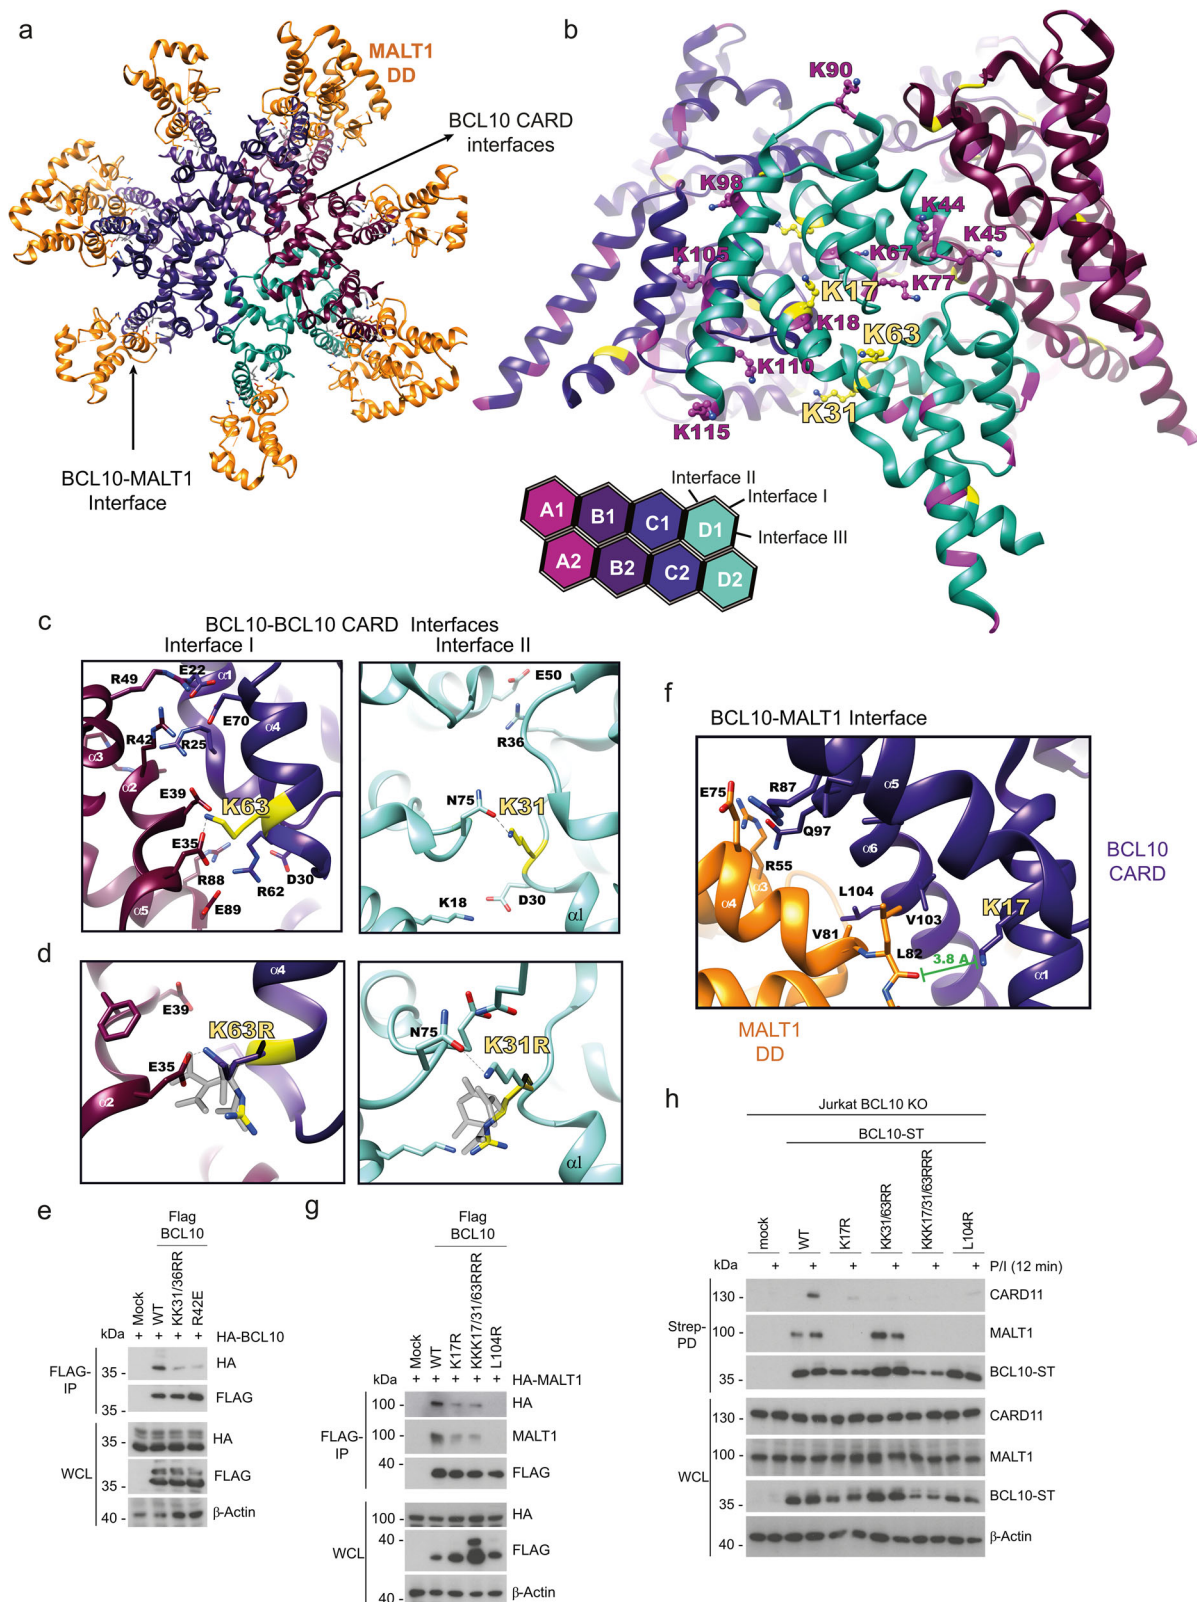 a
MALT1
DD
BCL10 CARD
interfaces
BCL10-MALT1
Interface
b
K90
K98
K44
K45
K105
K67
K17
K77
K18
K63
K110
K31
K115
Interface II
Interface I
Interface III
A1
B1
C1
D1
A2
B2
C2
D2
c
BCL10-BCL10 CARD Interfaces
Interface I
Interface II
R49
E22
α1
E70
α4
R42
R25
α3
α2
E39
K63
E35
R88
R62
D30
α5
E89
E50
R36
N75
K31
K18
D30
α1
d
α4
E39
K63R
E35
α2
N75
K31R
α1
f
BCL10-MALT1 Interface
E75
R87
α5
Q97
α6
R55
α3
α4
L104
V103
K17
V81
L82
3.8 A
α1
BCL10
CARD
MALT1
DD
e
Flag
BCL10
Mock
WT
KK31/36RR
R42E
kDa
+ + + + HA-BCL10
FLAG-
IP
35 -
HA
35 -
FLAG
WCL
35 -
HA
35 -
FLAG
40 -
β-Actin
g
Flag
BCL10
Mock
WT
K17R
KKK17/31/63RRR
L104R
kDa
+ + + + + HA-MALT1
FLAG-
IP
100 -
HA
100 -
MALT1
40 -
FLAG
WCL
100 -
HA
40 -
FLAG
40 -
β-Actin
h
Jurkat BCL10 KO
BCL10-ST
mock
WT
K17R
KK31/63RR
KKK17/31/63RRR
L104R
kDa
+ + + + + + P/I (12 min)
Strep-
PD
130 -
CARD11
100 -
MALT1
35 -
BCL10-ST
WCL
130 -
CARD11
100 -
MALT1
35 -
BCL10-ST
40 -
β-Actin